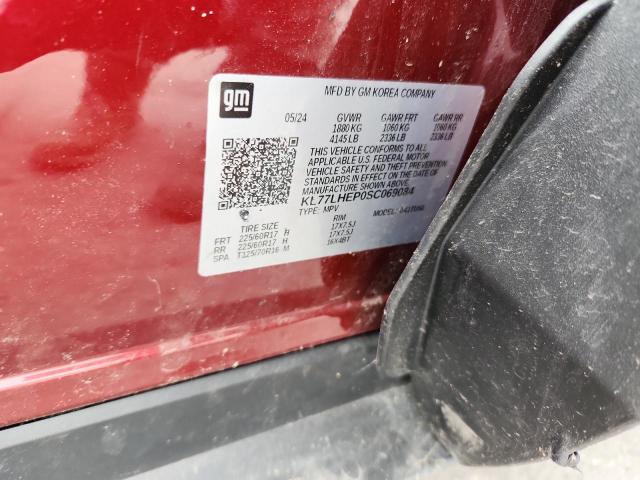 gm
MFD BY GM KOREA COMPANY
05/24 GVWR GAWR FRT GAWR RR
1880 KG 1060 KG 1060 KG
4145 LB 2336 LB 2336 LB
THIS VEHICLE CONFORMS TO ALL
APPLICABLE U.S. FEDERAL MOTOR
VEHICLE SAFETY AND THEFT
PREVENTION STANDARDS IN EFFECT
ON THE DATE OF MANUFACTURE
SHOWN ABOVE.
KL77LHEP0SC069084
TYPE: MPV MODEL:
TIRE SIZE RIM
FRT 225/60R17 H 17X7.5J
RR 225/60R17 H 17X7.5J
SPA T125/70R16 M 16X4BT